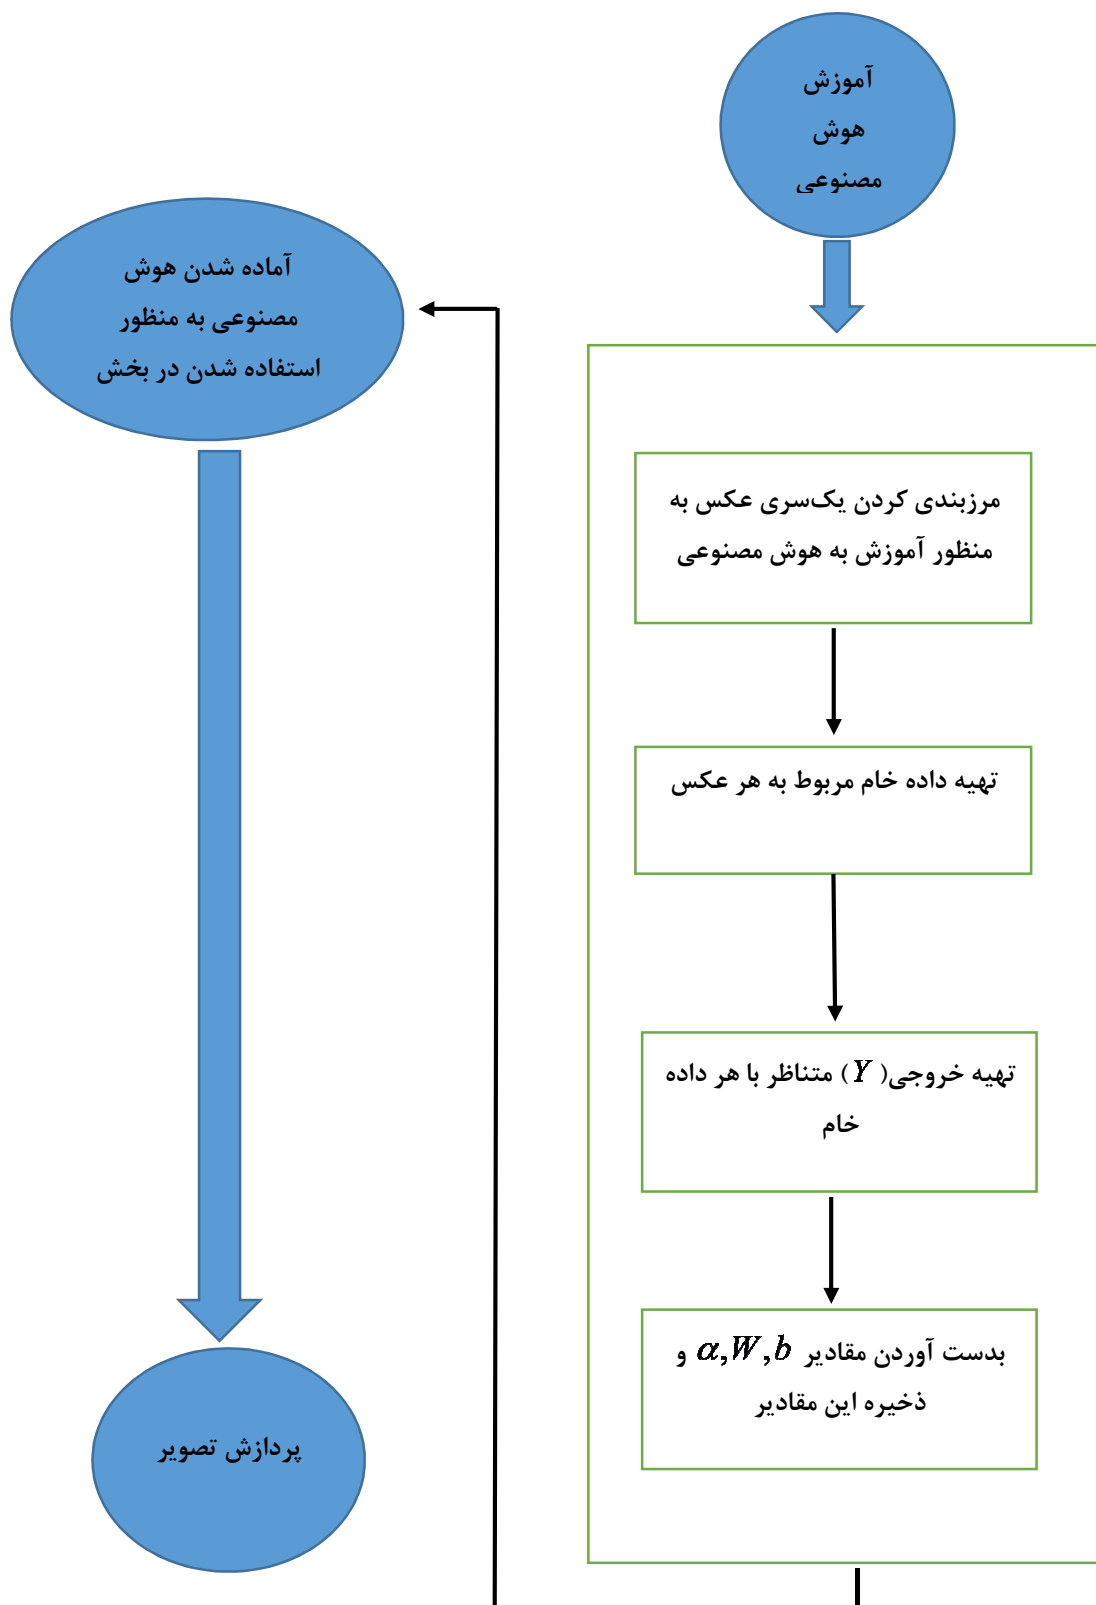 آموزش
هوش
مصنوعی
مرزبندی کردن یک‌سری عکس به
منظور آموزش به هوش مصنوعی
تهیه داده خام مربوط به هر عکس
تهیه خروجی( Y ) متناظر با هر داده
خام
بدست آوردن مقادیر α,W,b و
ذخیره این مقادیر
آماده شدن هوش
مصنوعی به منظور
استفاده شدن در بخش
پردازش تصویر